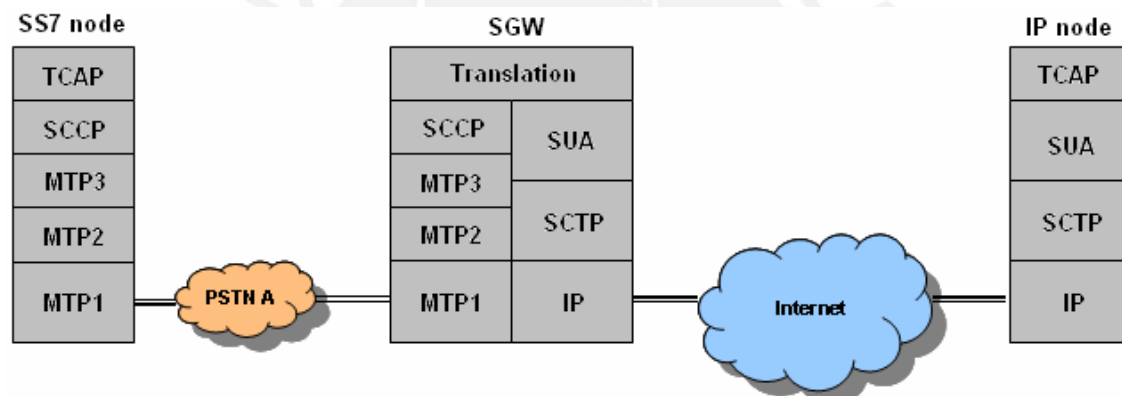 SS7 node
TCAP
SCCP
MTP3
MTP2
MTP1
PSTN A
SGW
Translation
SCCP
MTP3
MTP2
MTP1
SUA
SCTP
IP
Internet
IP node
TCAP
SUA
SCTP
IP